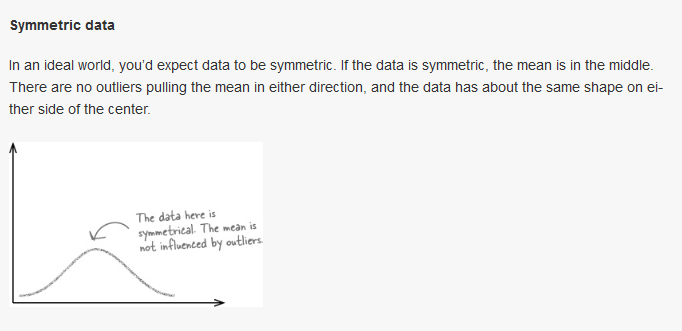 Symmetric data
In an ideal world, you'd expect data to be symmetric. If the data is symmetric, the mean is in the middle.
There are no outliers pulling the mean in either direction, and the data has about the same shape on ei-
ther side of the center.
The data here is
symmetrical. The mean is
not influenced by outliers.